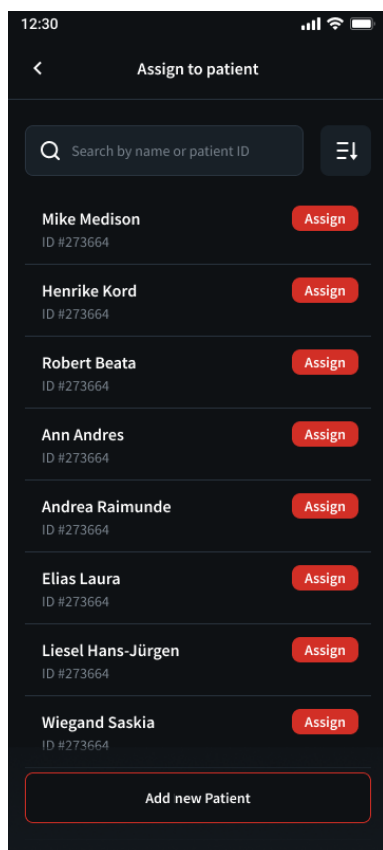 12:30
Assign to patient
Search by name or patient ID
Mike Medison
Assign
ID #273664
Henrike Kord
Assign
ID #273664
Robert Beata
Assign
ID #273664
Ann Andres
Assign
ID #273664
Andrea Raimunde
Assign
ID #273664
Elias Laura
Assign
ID #273664
Liesel Hans-Jürgen
Assign
ID #273664
Wiegand Saskia
Assign
ID #273664
Add new Patient